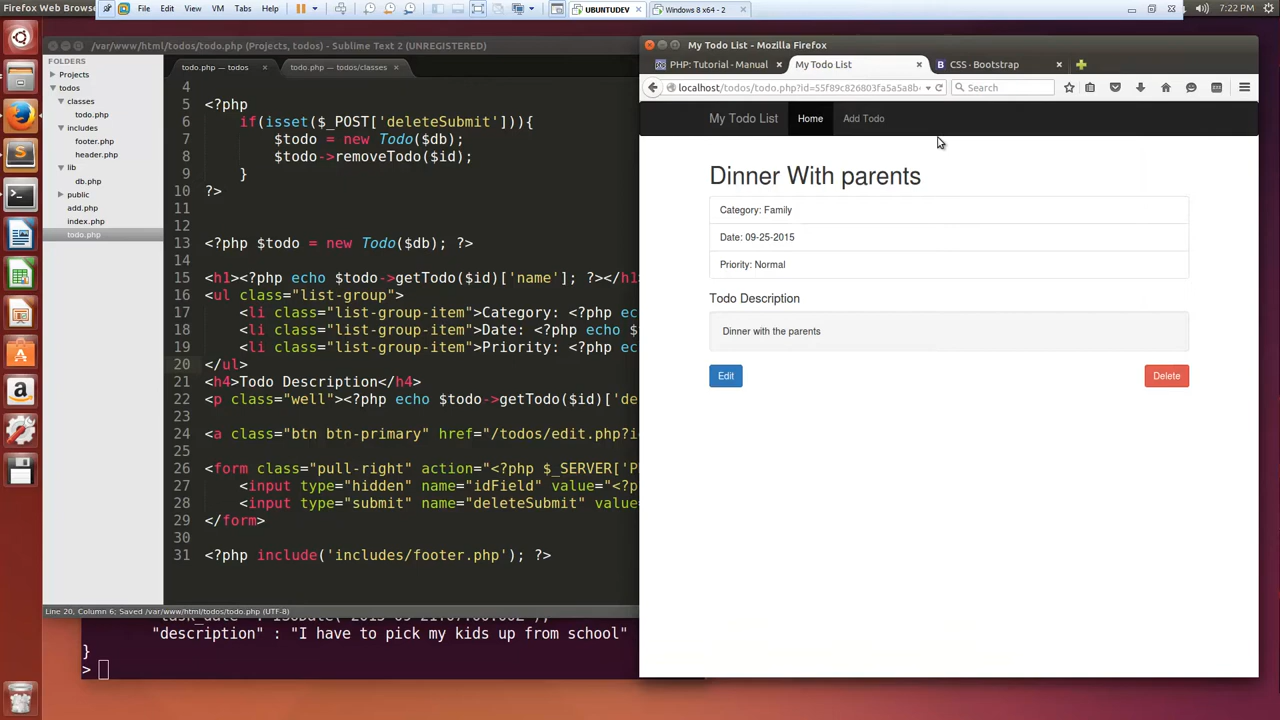 Firefox Web Brows
File Edit View VM Tabs Help
UBUNTUDEV
Windows 8 x64 - 2
7:22 PM
/var/www/html/todos/todo.php (Projects, todos) - Sublime Text 2 (UNREGISTERED)
FOLDERS
Projects
todos
classes
todo.php
includes
footer.php
header.php
lib
db.php
public
add.php
index.php
todo.php
todo.php — todos
todo.php — todos/classes
4
5 <?php
6 if(isset($_POST['deleteSubmit'])){
7 $todo = new Todo($db);
8 $todo->removeTodo($id);
9 }
10 ?>
11
12
13 <?php $todo = new Todo($db); ?>
14
15 <h1><?php echo $todo->getTodo($id)['name']; ?></h1
16 <ul class="list-group">
17 <li class="list-group-item">Category: <?php ec
18 <li class="list-group-item">Date: <?php echo $
19 <li class="list-group-item">Priority: <?php ec
20 </ul>
21 <h4>Todo Description</h4>
22 <p class="well"><?php echo $todo->getTodo($id)['de
23
24 <a class="btn btn-primary" href="/todos/edit.php?i
25
26 <form class="pull-right" action="<?php $_SERVER['P
27 <input type="hidden" name="idField" value="<?p
28 <input type="submit" name="deleteSubmit" value=
29 </form>
30
31 <?php include('includes/footer.php'); ?>
Line 20, Column 6; Saved /var/www/html/todos/todo.php (UTF-8)
"description" : "I have to pick my kids up from school"
}
>
My Todo List - Mozilla Firefox
PHP: Tutorial - Manual
My Todo List
CSS · Bootstrap
localhost/todos/todo.php?id=55f89c826803fa5a5a8b4
Search
My Todo List Home Add Todo
Dinner With parents
Category: Family
Date: 09-25-2015
Priority: Normal
Todo Description
Dinner with the parents
Edit
Delete